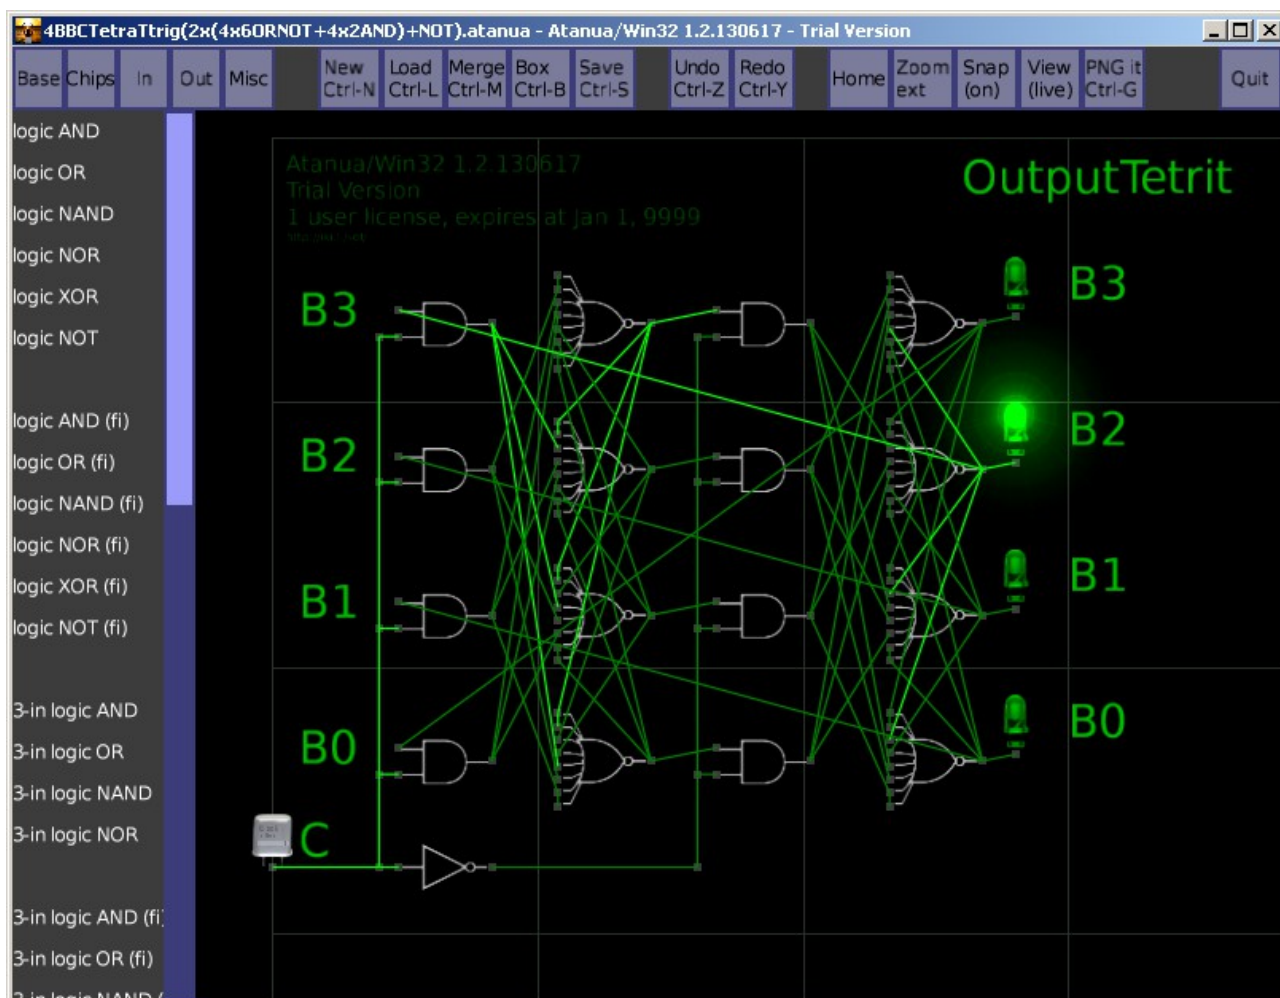 4BBCTetraTtrig(2x(4x6ORNOT+4x2AND)+NOT).atanua - Atanua/Win32 1.2.130617 - Trial Version
Base Chips In Out Misc New Load Merge Box Save Undo Redo Home Zoom Snap View PNG it Quit
Ctrl-N Ctrl-L Ctrl-M Ctrl-B Ctrl-S Ctrl-Z Ctrl-Y ext (on) (live) Ctrl-G
logic AND
logic OR
logic NAND
logic NOR
logic XOR
logic NOT
logic AND (fi)
logic OR (fi)
logic NAND (fi)
logic NOR (fi)
logic XOR (fi)
logic NOT (fi)
3-in logic AND
3-in logic OR
3-in logic NAND
3-in logic NOR
3-in logic AND (fi)
3-in logic OR (fi)
3-in logic NAND (
Atanua/Win32 1.2.130617
Trial Version
1 user license, expires at Jan 1, 9999
OutputTetrit
B3
B3
B2
B2
B1
B1
B0
B0
C